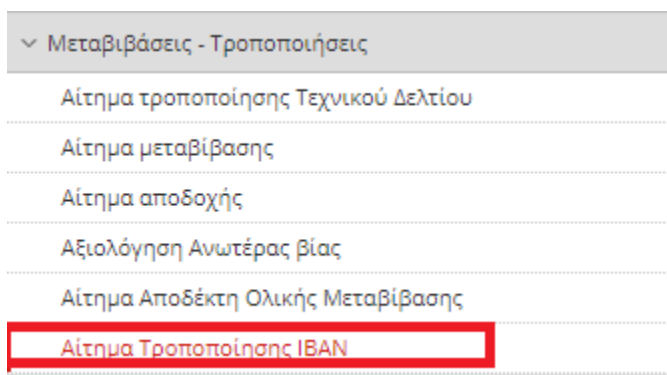 Μεταβιβάσεις - Τροποποιήσεις
Αίτημα τροποποίησης Τεχνικού Δελτίου
Αίτημα μεταβίβασης
Αίτημα αποδοχής
Αξιολόγηση Ανωτέρας βίας
Αίτημα Αποδέκτη Ολικής Μεταβίβασης
Αίτημα Τροποποίησης IBAN